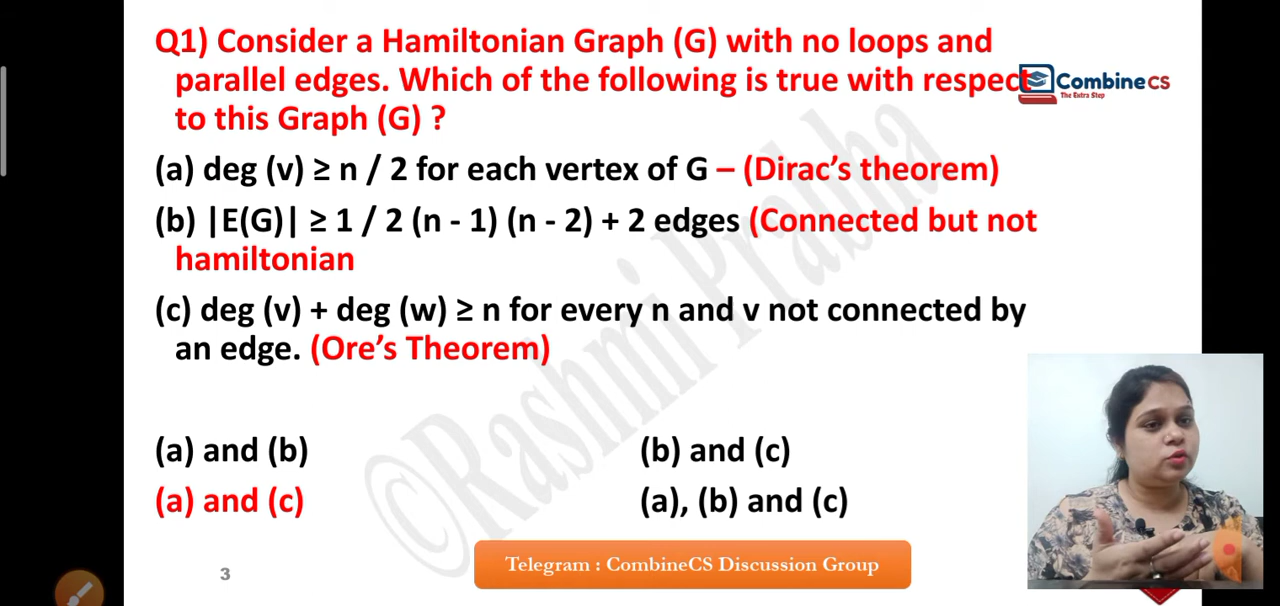 Q1) Consider a Hamiltonian Graph (G) with no loops and
parallel edges. Which of the following is true with respect
to this Graph (G) ?
CombineCS
The Extra Step
(a) deg (v) ≥ n / 2 for each vertex of G – (Dirac's theorem)
(b) |E(G)| ≥ 1 / 2 (n - 1) (n - 2) + 2 edges (Connected but not
hamiltonian
(c) deg (v) + deg (w) ≥ n for every n and v not connected by
an edge. (Ore's Theorem)
(a) and (b)
(b) and (c)
(a) and (c)
(a), (b) and (c)
©Rashmi Prabha
Telegram : CombineCS Discussion Group
3